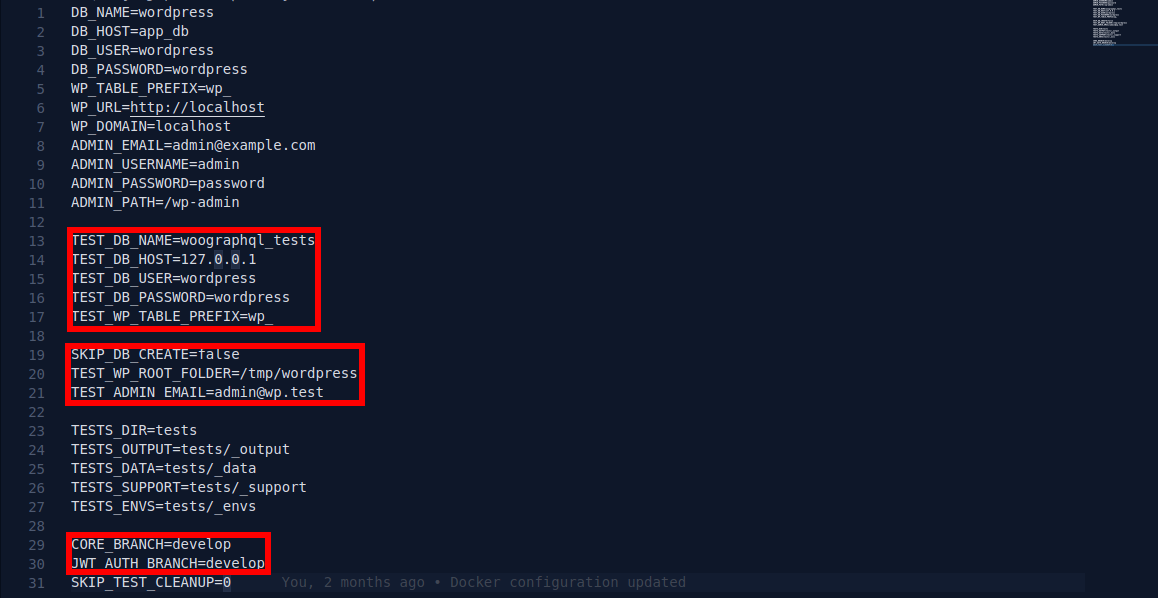 1 DB_NAME=wordpress
2 DB_HOST=app_db
3 DB_USER=wordpress
4 DB_PASSWORD=wordpress
5 WP_TABLE_PREFIX=wp_
6 WP_URL=http://localhost
7 WP_DOMAIN=localhost
8 ADMIN_EMAIL=admin@example.com
9 ADMIN_USERNAME=admin
10 ADMIN_PASSWORD=password
11 ADMIN_PATH=/wp-admin
12
13 TEST_DB_NAME=woographql_tests
14 TEST_DB_HOST=127.0.0.1
15 TEST_DB_USER=wordpress
16 TEST_DB_PASSWORD=wordpress
17 TEST_WP_TABLE_PREFIX=wp_
18
19 SKIP_DB_CREATE=false
20 TEST_WP_ROOT_FOLDER=/tmp/wordpress
21 TEST_ADMIN_EMAIL=admin@wp.test
22
23 TESTS_DIR=tests
24 TESTS_OUTPUT=tests/_output
25 TESTS_DATA=tests/_data
26 TESTS_SUPPORT=tests/_support
27 TESTS_ENVS=tests/_envs
28
29 CORE_BRANCH=develop
30 JWT_AUTH_BRANCH=develop
31 SKIP_TEST_CLEANUP=0 You, 2 months ago • Docker configuration updated